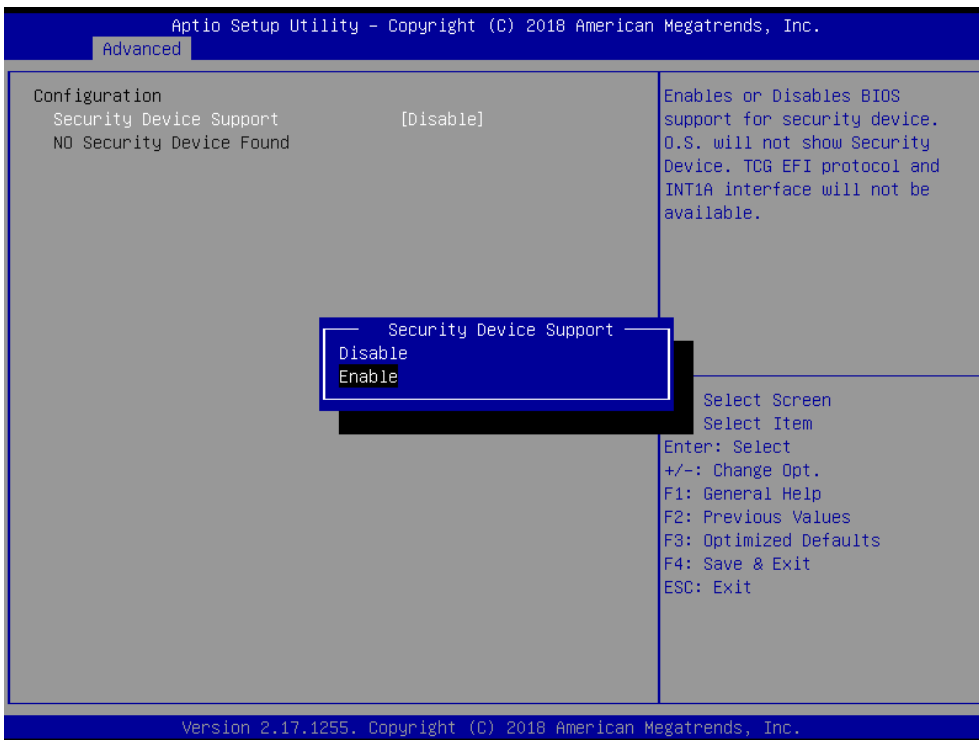 Aptio Setup Utility – Copyright (C) 2018 American Megatrends, Inc.
Advanced
Configuration
Security Device Support [Disable]
NO Security Device Found
Enables or Disables BIOS
support for security device.
O.S. will not show Security
Device. TCG EFI protocol and
INT1A interface will not be
available.
Security Device Support
Disable
Enable
Select Screen
Select Item
Enter: Select
+/-: Change Opt.
F1: General Help
F2: Previous Values
F3: Optimized Defaults
F4: Save & Exit
ESC: Exit
Version 2.17.1255. Copyright (C) 2018 American Megatrends, Inc.